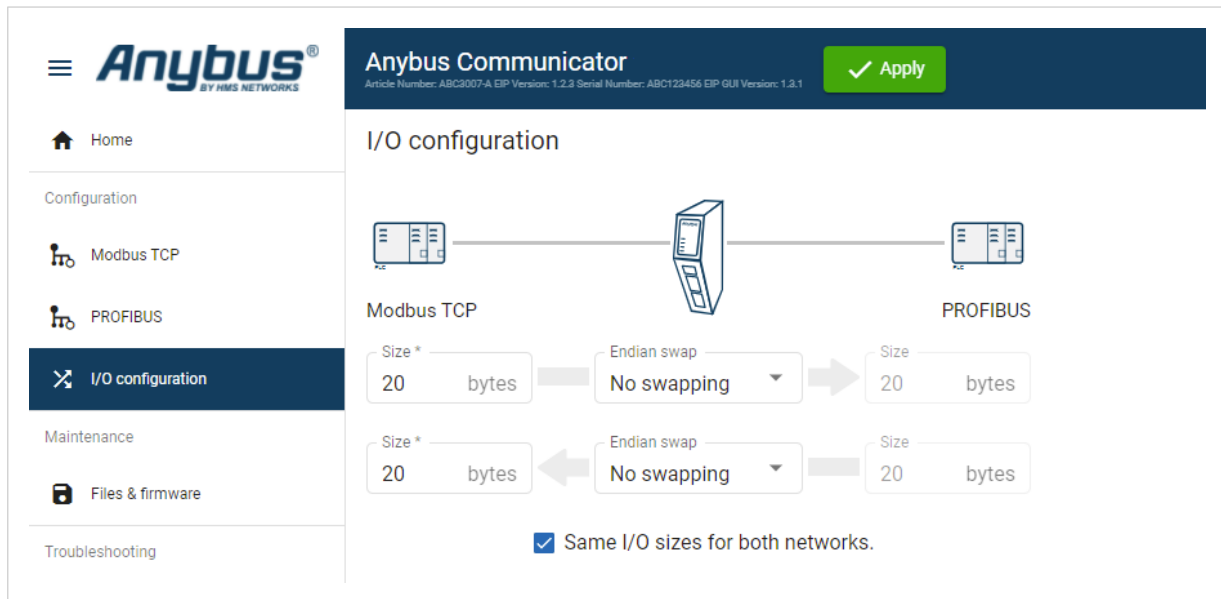 Anybus®
BY HMS NETWORKS
Anybus Communicator
Article Number: ABC3007-A EIP Version: 1.2.3 Serial Number: ABC123456 EIP GUI Version: 1.3.1
Apply
Home
I/O configuration
Configuration
Modbus TCP
PROFIBUS
I/O configuration
Maintenance
Files & firmware
Troubleshooting
Anybus
PLC
PLC
Modbus TCP
PROFIBUS
Size *
Endian swap
Size
20 bytes
No swapping
20 bytes
Size *
Endian swap
Size
20 bytes
No swapping
20 bytes
Same I/O sizes for both networks.